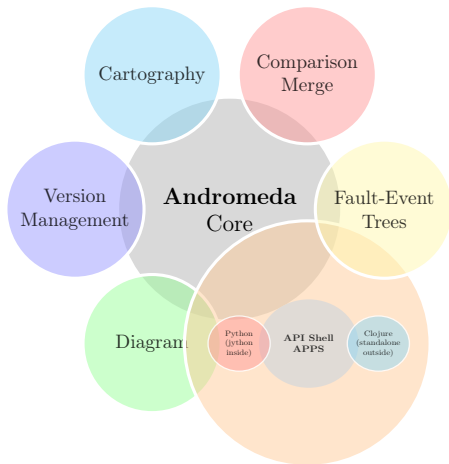 Cartography
Comparison
Merge
Version
Management
Andromeda
Core
Fault-Event
Trees
Diagram
Python
(jython
inside)
API Shell
APPS
Clojure
(standalone
outside)